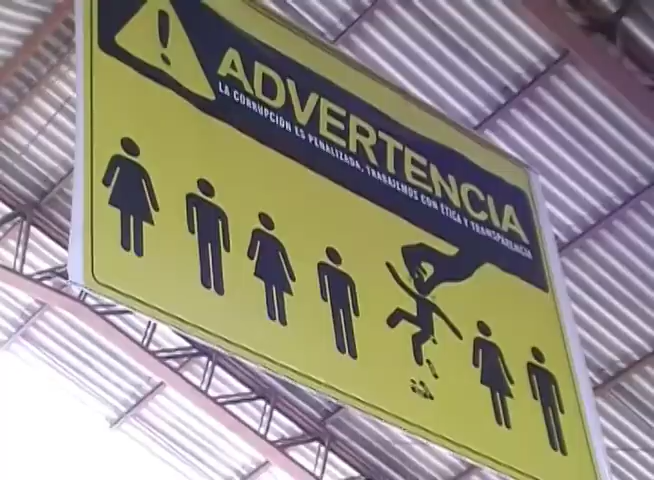 ADVERTENCIA
LA CORRUPCIÓN ES PENALIZADA, TRABAJEMOS CON ÉTICA Y TRANSPARENCIA